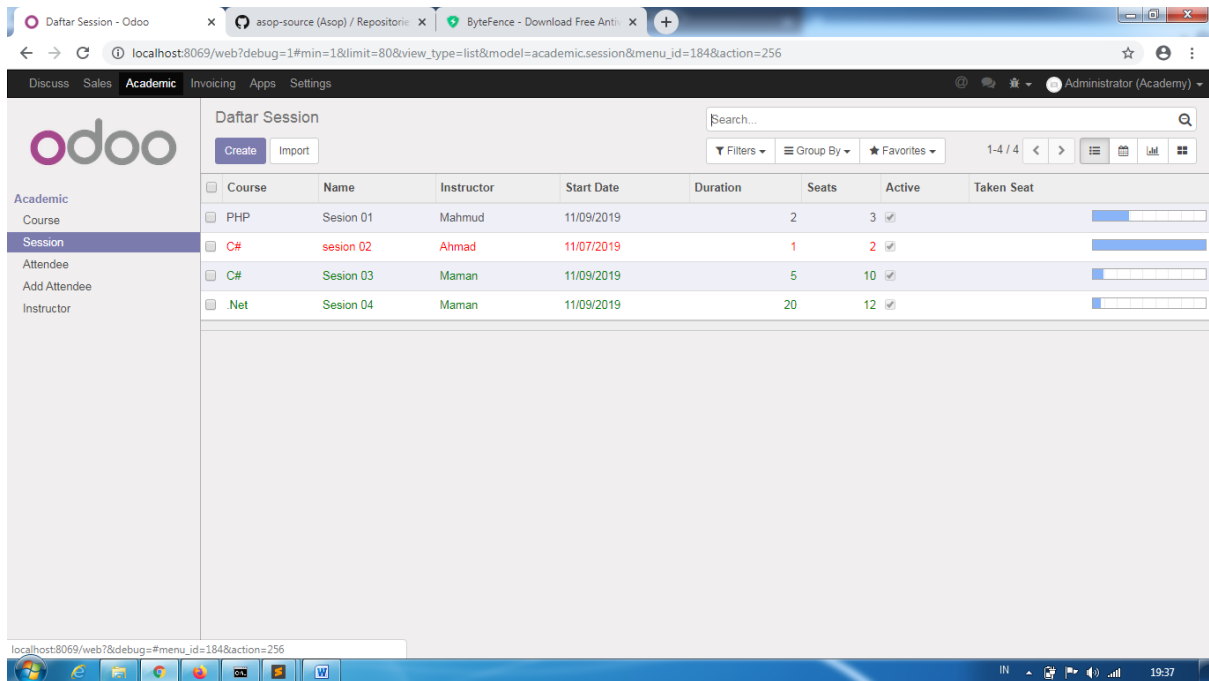 Daftar Session - Odoo
asop-source (Asop) / Repositorie
ByteFence - Download Free Anti
localhost:8069/web?debug=1#min=1&limit=80&view_type=list&model=academic.session&menu_id=184&action=256
Discuss Sales Academic Invoicing Apps Settings @ Administrator (Academy)
odoo
Academic
Course
Session
Attendee
Add Attendee
Instructor
Daftar Session
Search...
Create Import Filters Group By Favorites 1-4 / 4
Course Name Instructor Start Date Duration Seats Active Taken Seat
PHP Sesion 01 Mahmud 11/09/2019 2 3
C# sesion 02 Ahmad 11/07/2019 1 2
C# Sesion 03 Maman 11/09/2019 5 10
.Net Sesion 04 Maman 11/09/2019 20 12
localhost:8069/web?&debug=#menu_id=184&action=256
IN 19:37